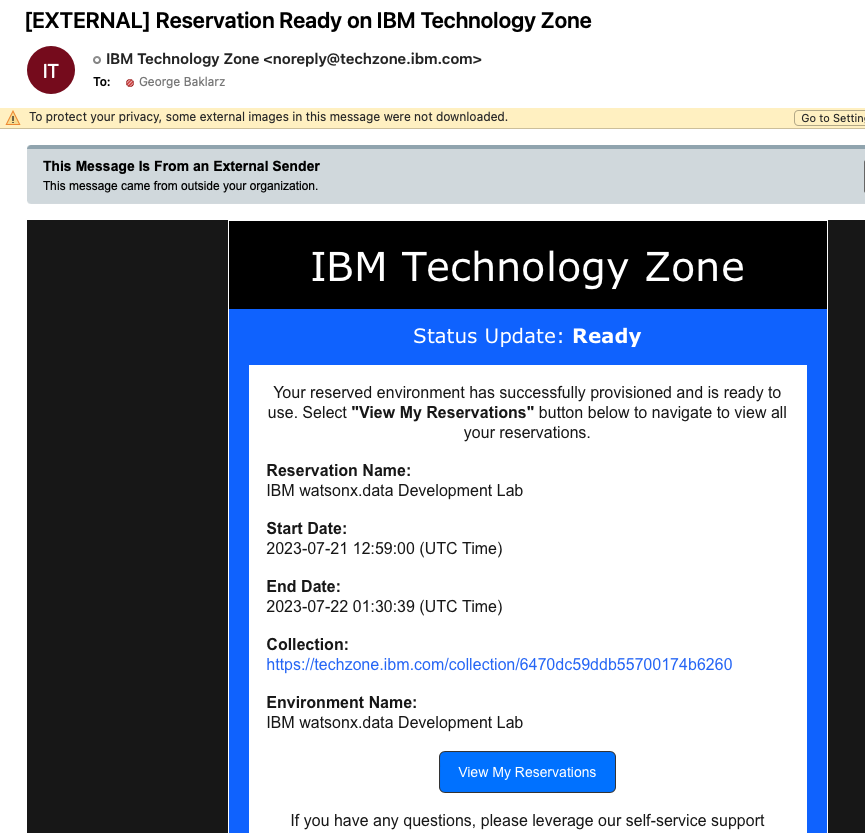 [EXTERNAL] Reservation Ready on IBM Technology Zone
IT
IBM Technology Zone <noreply@techzone.ibm.com>
To: George Baklarz
To protect your privacy, some external images in this message were not downloaded.
Go to Settin
This Message Is From an External Sender
This message came from outside your organization.
IBM Technology Zone
Status Update: Ready
Your reserved environment has successfully provisioned and is ready to
use. Select "View My Reservations" button below to navigate to view all
your reservations.
Reservation Name:
IBM watsonx.data Development Lab
Start Date:
2023-07-21 12:59:00 (UTC Time)
End Date:
2023-07-22 01:30:39 (UTC Time)
Collection:
https://techzone.ibm.com/collection/6470dc59ddb55700174b6260
Environment Name:
IBM watsonx.data Development Lab
View My Reservations
If you have any questions, please leverage our self-service support